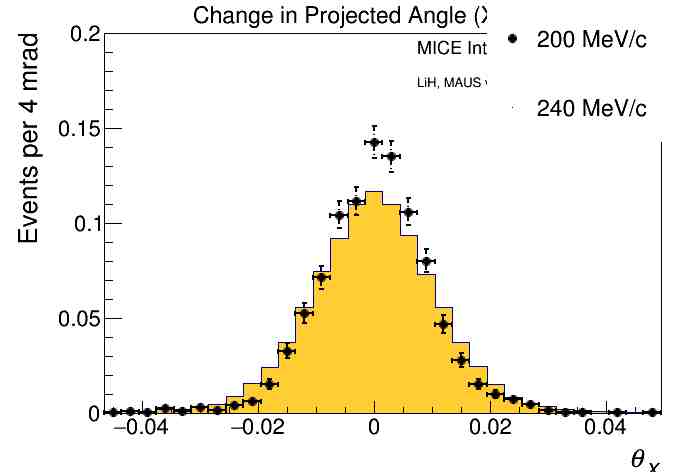 Change in Projected Angle (X
MICE Int
LiH, MAUS v
200 MeV/c
240 MeV/c
Events per 4 mrad
0.2
0.15
0.1
0.05
0
−0.04
−0.02
0
0.02
0.04
θX